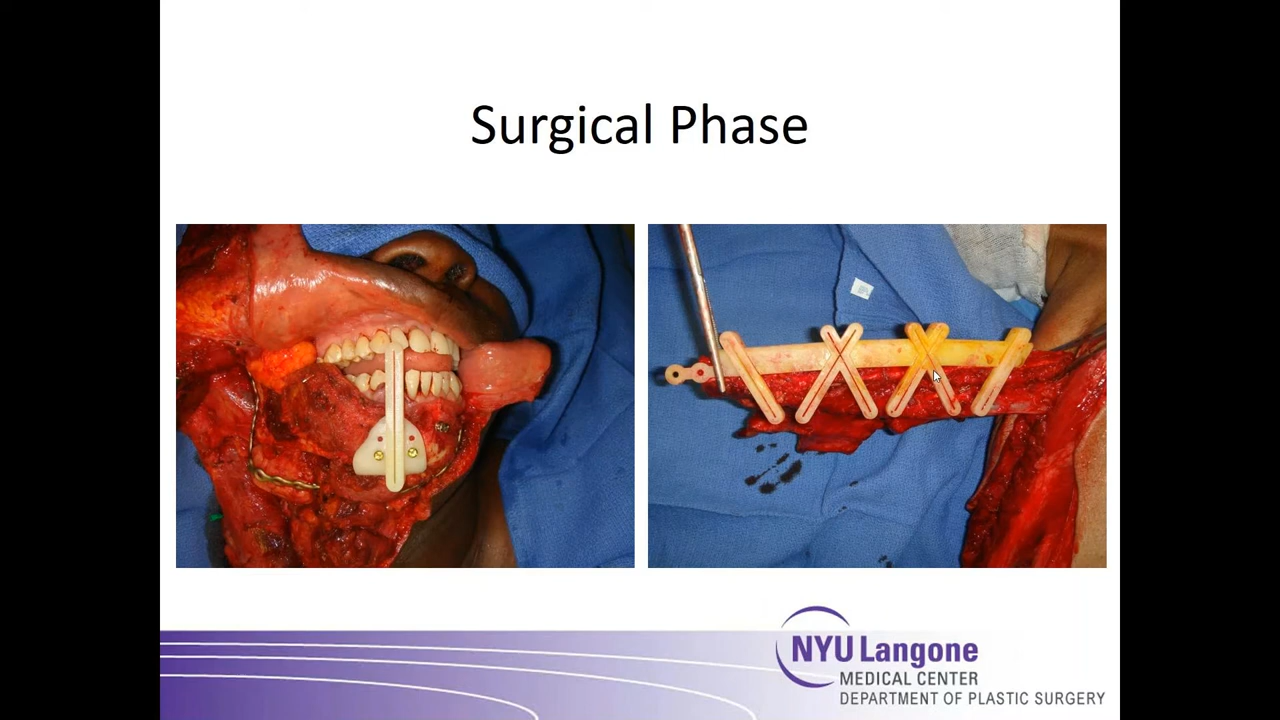 Surgical Phase
NYU Langone
MEDICAL CENTER
DEPARTMENT OF PLASTIC SURGERY